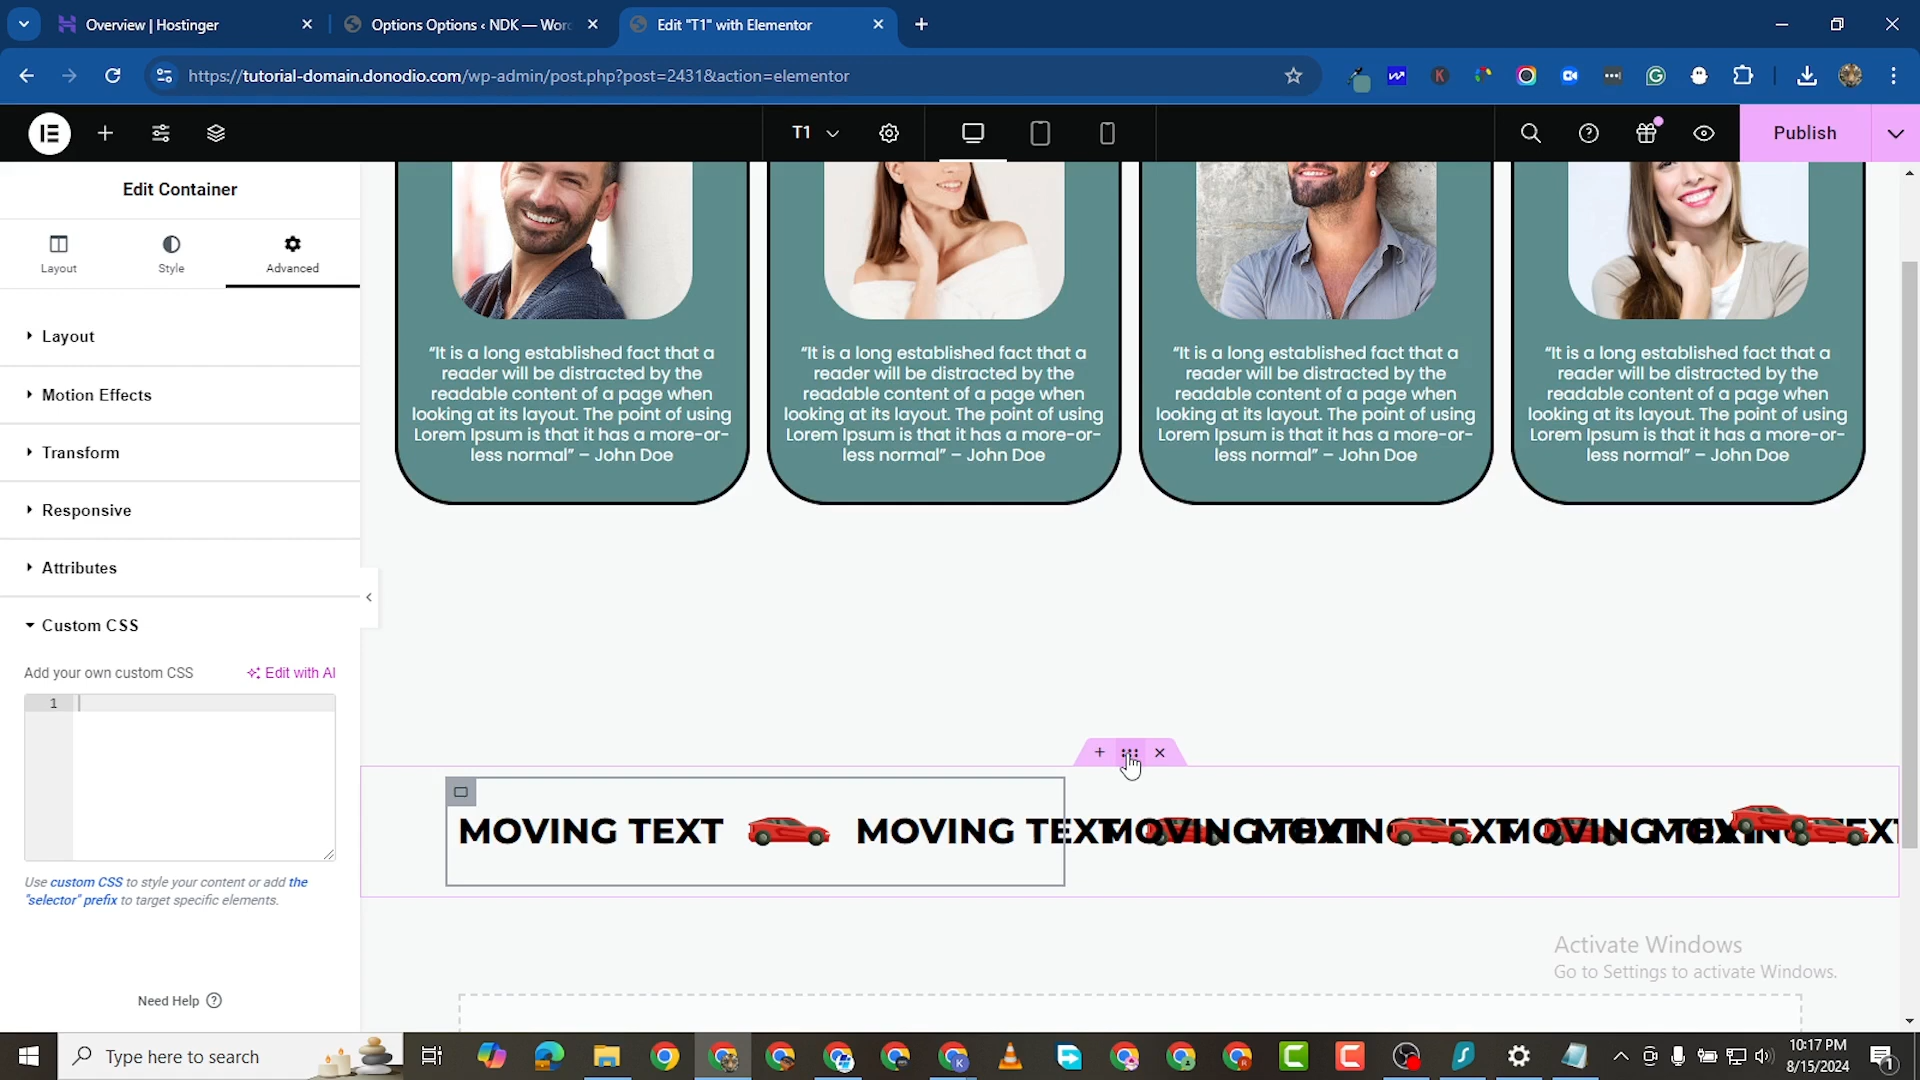 Overview | Hostinger
Options Options ‹ NDK — Wor
Edit "T1" with Elementor
https://tutorial-domain.donodio.com/wp-admin/post.php?post=2431&action=elementor
T1
Publish
Edit Container
Layout
Style
Advanced
Layout
Motion Effects
Transform
Responsive
Attributes
Custom CSS
Add your own custom CSS
Edit with AI
1
Use custom CSS to style your content or add the
"selector" prefix to target specific elements.
Need Help
“It is a long established fact that a
reader will be distracted by the
readable content of a page when
looking at its layout. The point of using
Lorem Ipsum is that it has a more-or-
less normal” – John Doe
“It is a long established fact that a
reader will be distracted by the
readable content of a page when
looking at its layout. The point of using
Lorem Ipsum is that it has a more-or-
less normal” – John Doe
“It is a long established fact that a
reader will be distracted by the
readable content of a page when
looking at its layout. The point of using
Lorem Ipsum is that it has a more-or-
less normal” – John Doe
“It is a long established fact that a
reader will be distracted by the
readable content of a page when
looking at its layout. The point of using
Lorem Ipsum is that it has a more-or-
less normal” – John Doe
MOVING TEXT MOVING TEXT MOVING TEXT
Activate Windows
Go to Settings to activate Windows.
Type here to search
10:17 PM
8/15/2024